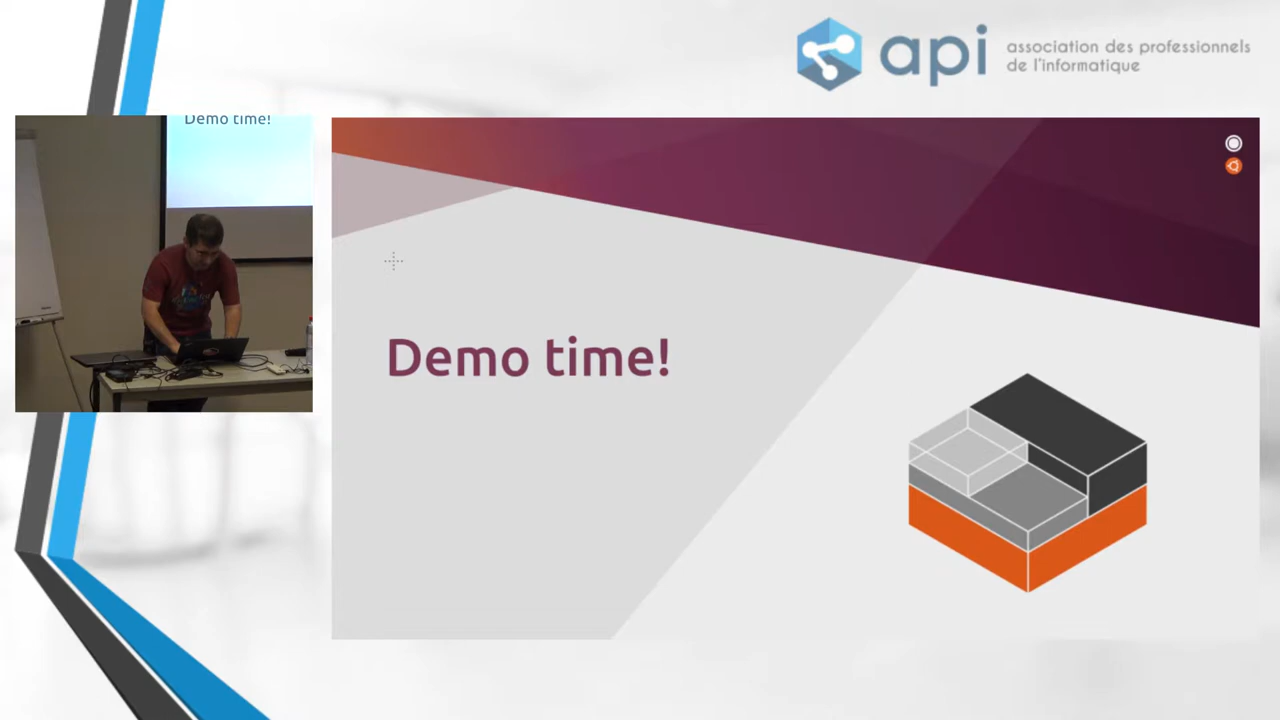 api
association des professionnels
de l'informatique
Demo time!
Demo time!